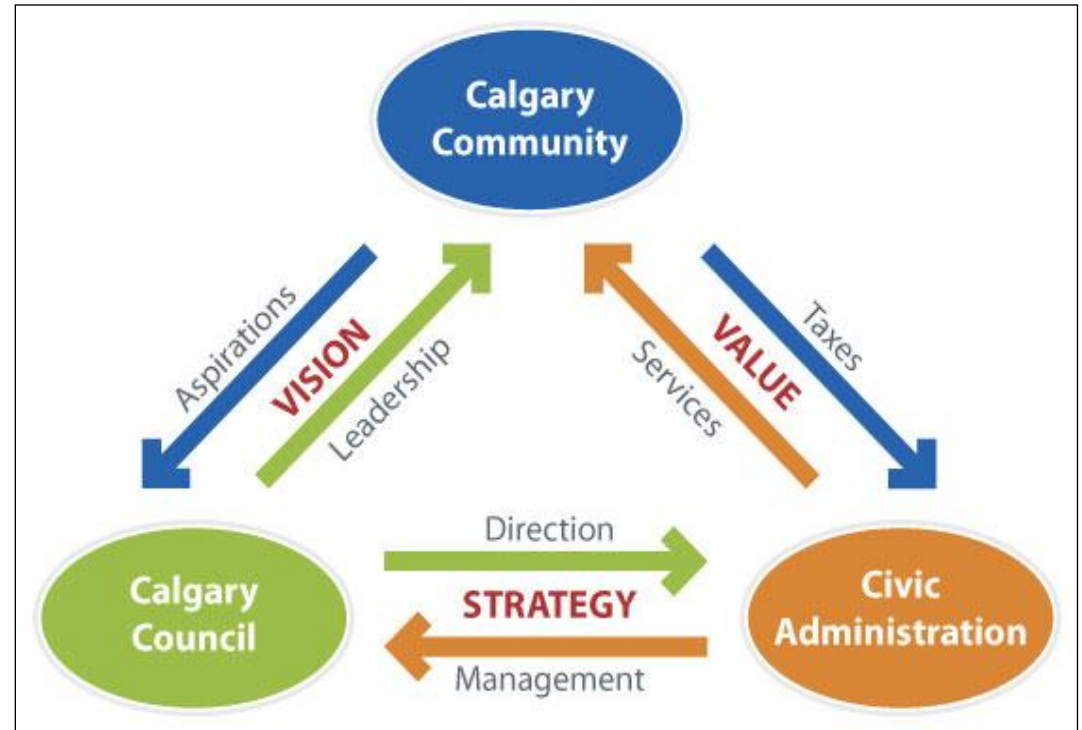 Calgary
Community
Aspirations
VISION
Leadership
Services
VALUE
Taxes
Direction
STRATEGY
Management
Calgary
Council
Civic
Administration